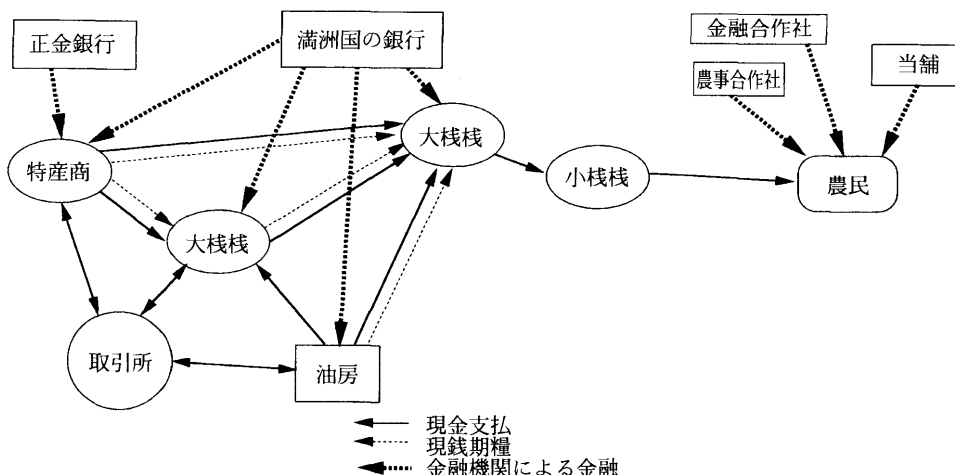 正金銀行
満洲国の銀行
金融合作社
農事合作社
当舗
特産商
大桟桟
小桟桟
農民
大桟桟
取引所
油房
現金支払
現銭期糧
金融機関による金融